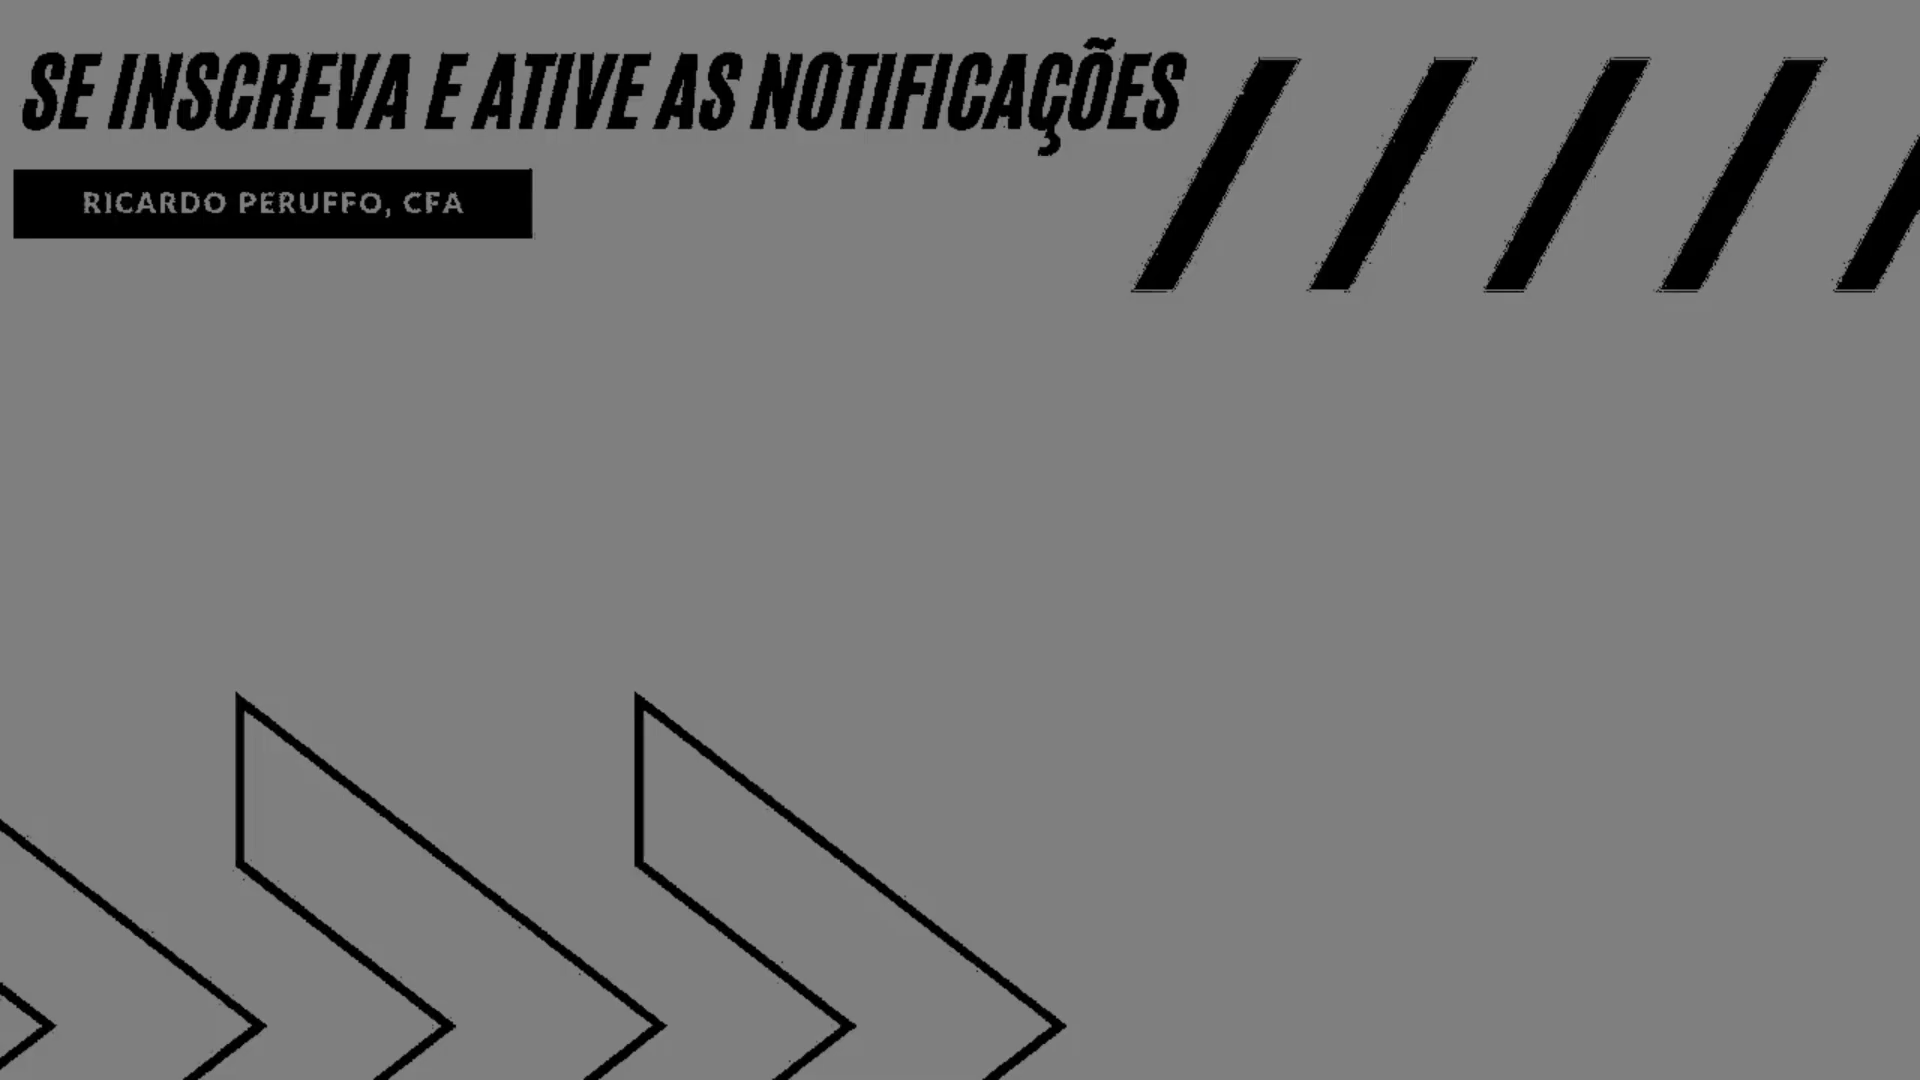 SE INSCREVA E ATIVE AS NOTIFICAÇÕES
RICARDO PERUFFO, CFA